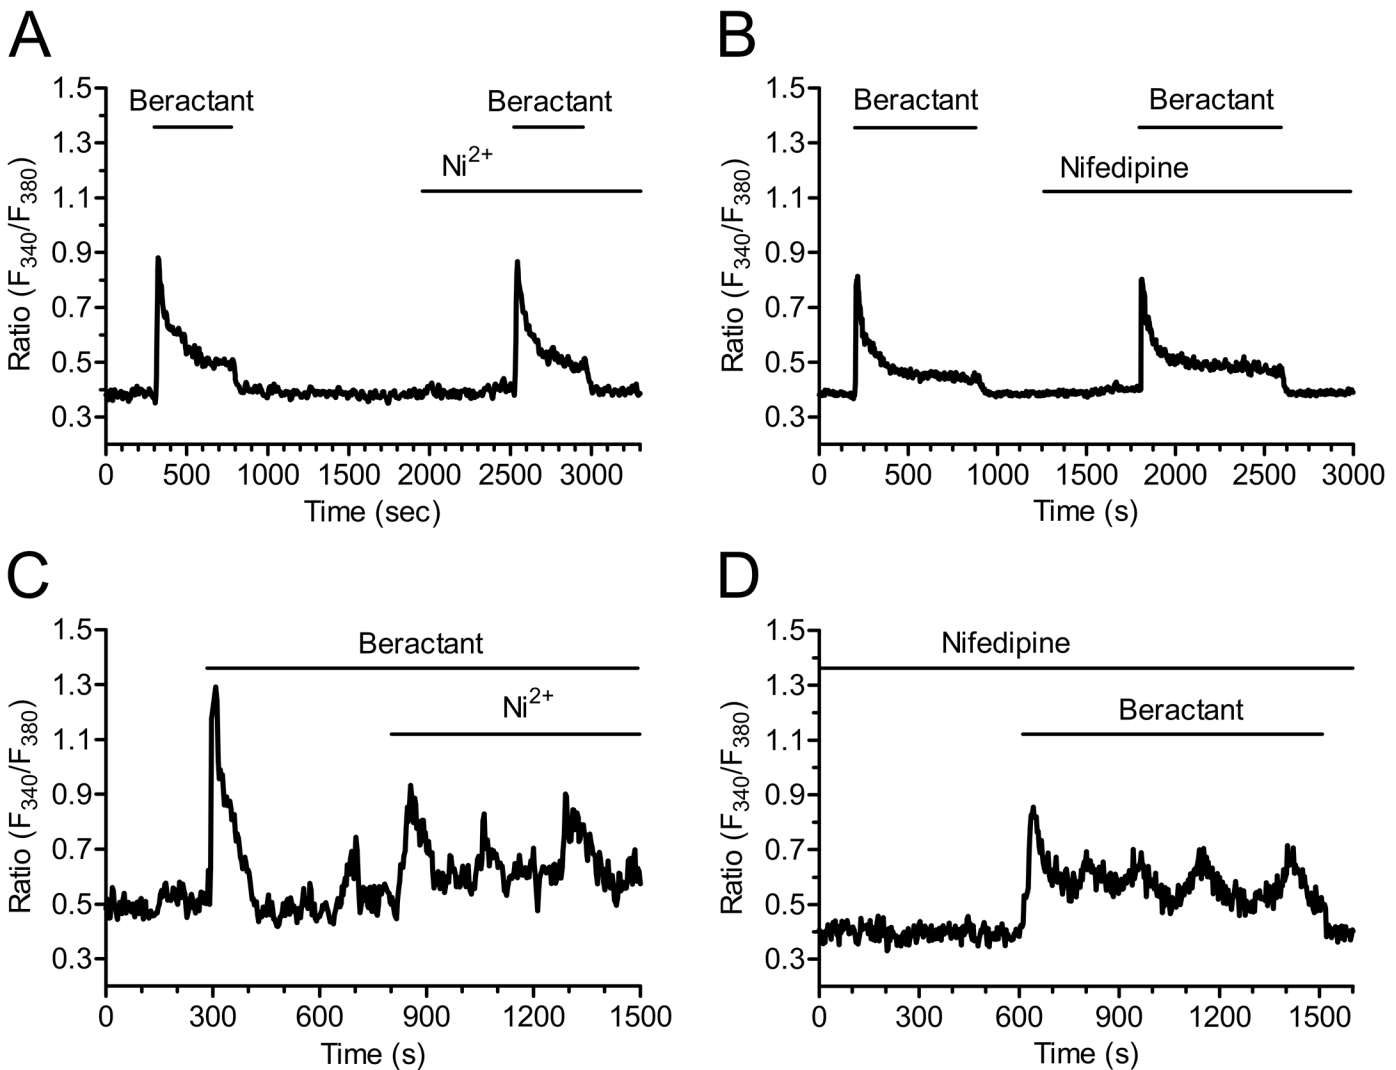 A
Beractant
Beractant
Ni2+
Ratio (F340/F380)
1.5
1.3
1.1
0.9
0.7
0.5
0.3
0 500 1000 1500 2000 2500 3000
Time (sec)
B
Beractant
Beractant
Nifedipine
Ratio (F340/F380)
1.5
1.3
1.1
0.9
0.7
0.5
0.3
0 500 1000 1500 2000 2500 3000
Time (s)
C
Beractant
Ni2+
Ratio (F340/F380)
1.5
1.3
1.1
0.9
0.7
0.5
0.3
0 300 600 900 1200 1500
Time (s)
D
Nifedipine
Beractant
Ratio (F340/F380)
1.5
1.3
1.1
0.9
0.7
0.5
0.3
0 300 600 900 1200 1500
Time (s)